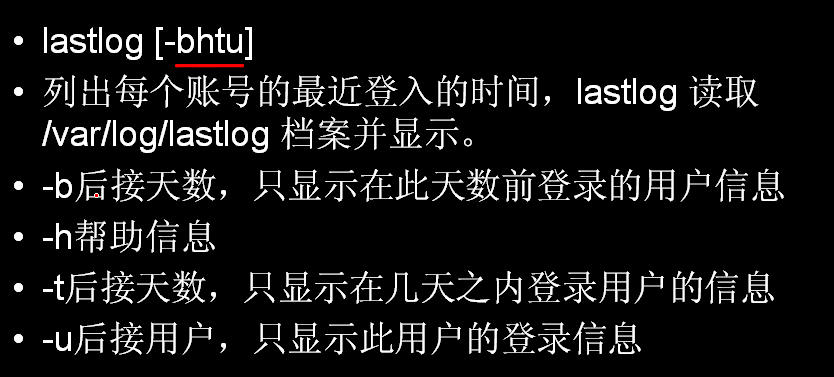 • lastlog [-bhtu]
• 列出每个账号的最近登入的时间，lastlog 读取
/var/log/lastlog 档案并显示。
• -b后接天数，只显示在此天数前登录的用户信息
• -h帮助信息
• -t后接天数，只显示在几天之内登录用户的信息
• -u后接用户，只显示此用户的登录信息